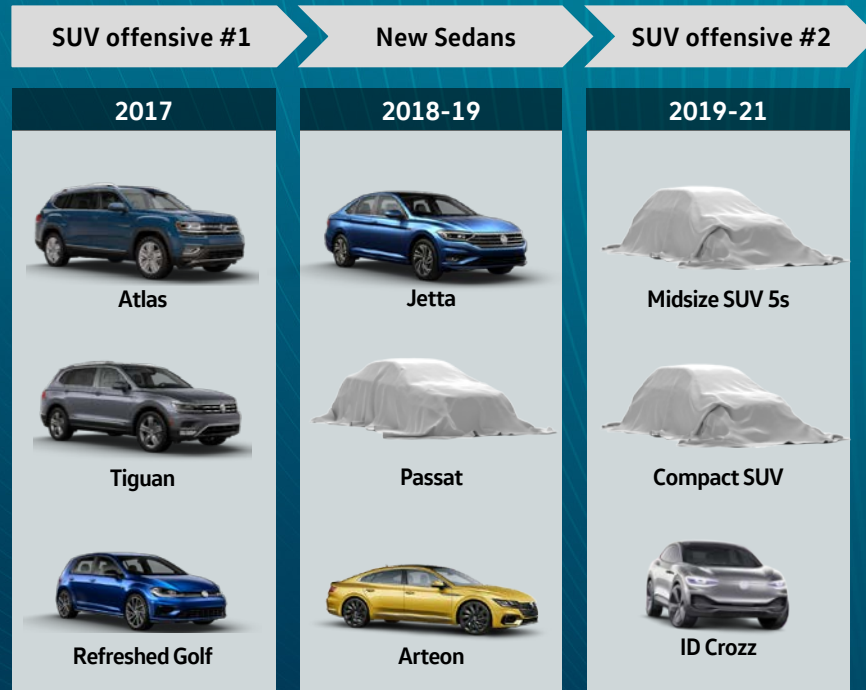 SUV offensive #1
New Sedans
SUV offensive #2
2017
2018-19
2019-21
Atlas
Jetta
Midsize SUV 5s
Tiguan
Passat
Compact SUV
Refreshed Golf
Arteon
ID Crozz